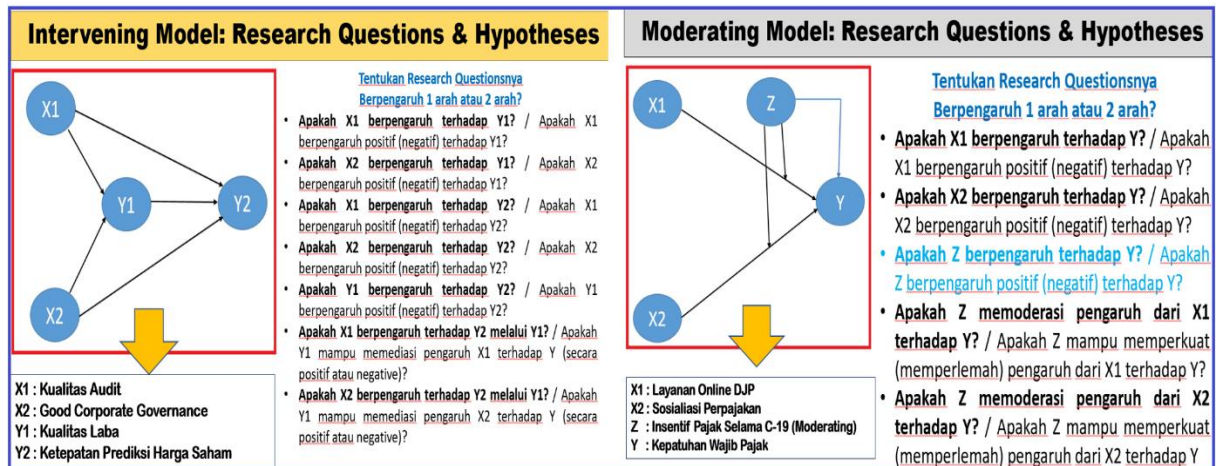 Intervening Model: Research Questions & Hypotheses
X1
Y1
Y2
X2
X1 : Kualitas Audit
X2 : Good Corporate Governance
Y1 : Kualitas Laba
Y2 : Ketepatan Prediksi Harga Saham
Tentukan Research Questionsnya
Berpengaruh 1 arah atau 2 arah?
• Apakah X1 berpengaruh terhadap Y1? / Apakah X1
berpengaruh positif (negatif) terhadap Y1?
• Apakah X2 berpengaruh terhadap Y1? / Apakah X2
berpengaruh positif (negatif) terhadap Y1?
• Apakah X1 berpengaruh terhadap Y2? / Apakah X1
berpengaruh positif (negatif) terhadap Y2?
• Apakah X2 berpengaruh terhadap Y2? / Apakah X2
berpengaruh positif (negatif) terhadap Y2?
• Apakah Y1 berpengaruh terhadap Y2? / Apakah Y1
berpengaruh positif (negatif) terhadap Y2?
• Apakah X1 berpengaruh terhadap Y2 melalui Y1? / Apakah
Y1 mampu memediasi pengaruh X1 terhadap Y (secara
positif atau negative)?
• Apakah X2 berpengaruh terhadap Y2 melalui Y1? / Apakah
Y1 mampu memediasi pengaruh X2 terhadap Y (secara
positif atau negative)?
Moderating Model: Research Questions & Hypotheses
X1
Z
Y
X2
X1 : Layanan Online DJP
X2 : Sosialiasi Perpajakan
Z : Insentif Pajak Selama C-19 (Moderating)
Y : Kepatuhan Wajib Pajak
Tentukan Research Questionsnya
Berpengaruh 1 arah atau 2 arah?
• Apakah X1 berpengaruh terhadap Y? / Apakah
X1 berpengaruh positif (negatif) terhadap Y?
• Apakah X2 berpengaruh terhadap Y? / Apakah
X2 berpengaruh positif (negatif) terhadap Y?
• Apakah Z berpengaruh terhadap Y? / Apakah
Z berpengaruh positif (negatif) terhadap Y?
• Apakah Z memoderasi pengaruh dari X1
terhadap Y? / Apakah Z mampu memperkuat
(memperlemah) pengaruh dari X1 terhadap Y?
• Apakah Z memoderasi pengaruh dari X2
terhadap Y? / Apakah Z mampu memperkuat
(memperlemah) pengaruh dari X2 terhadap Y